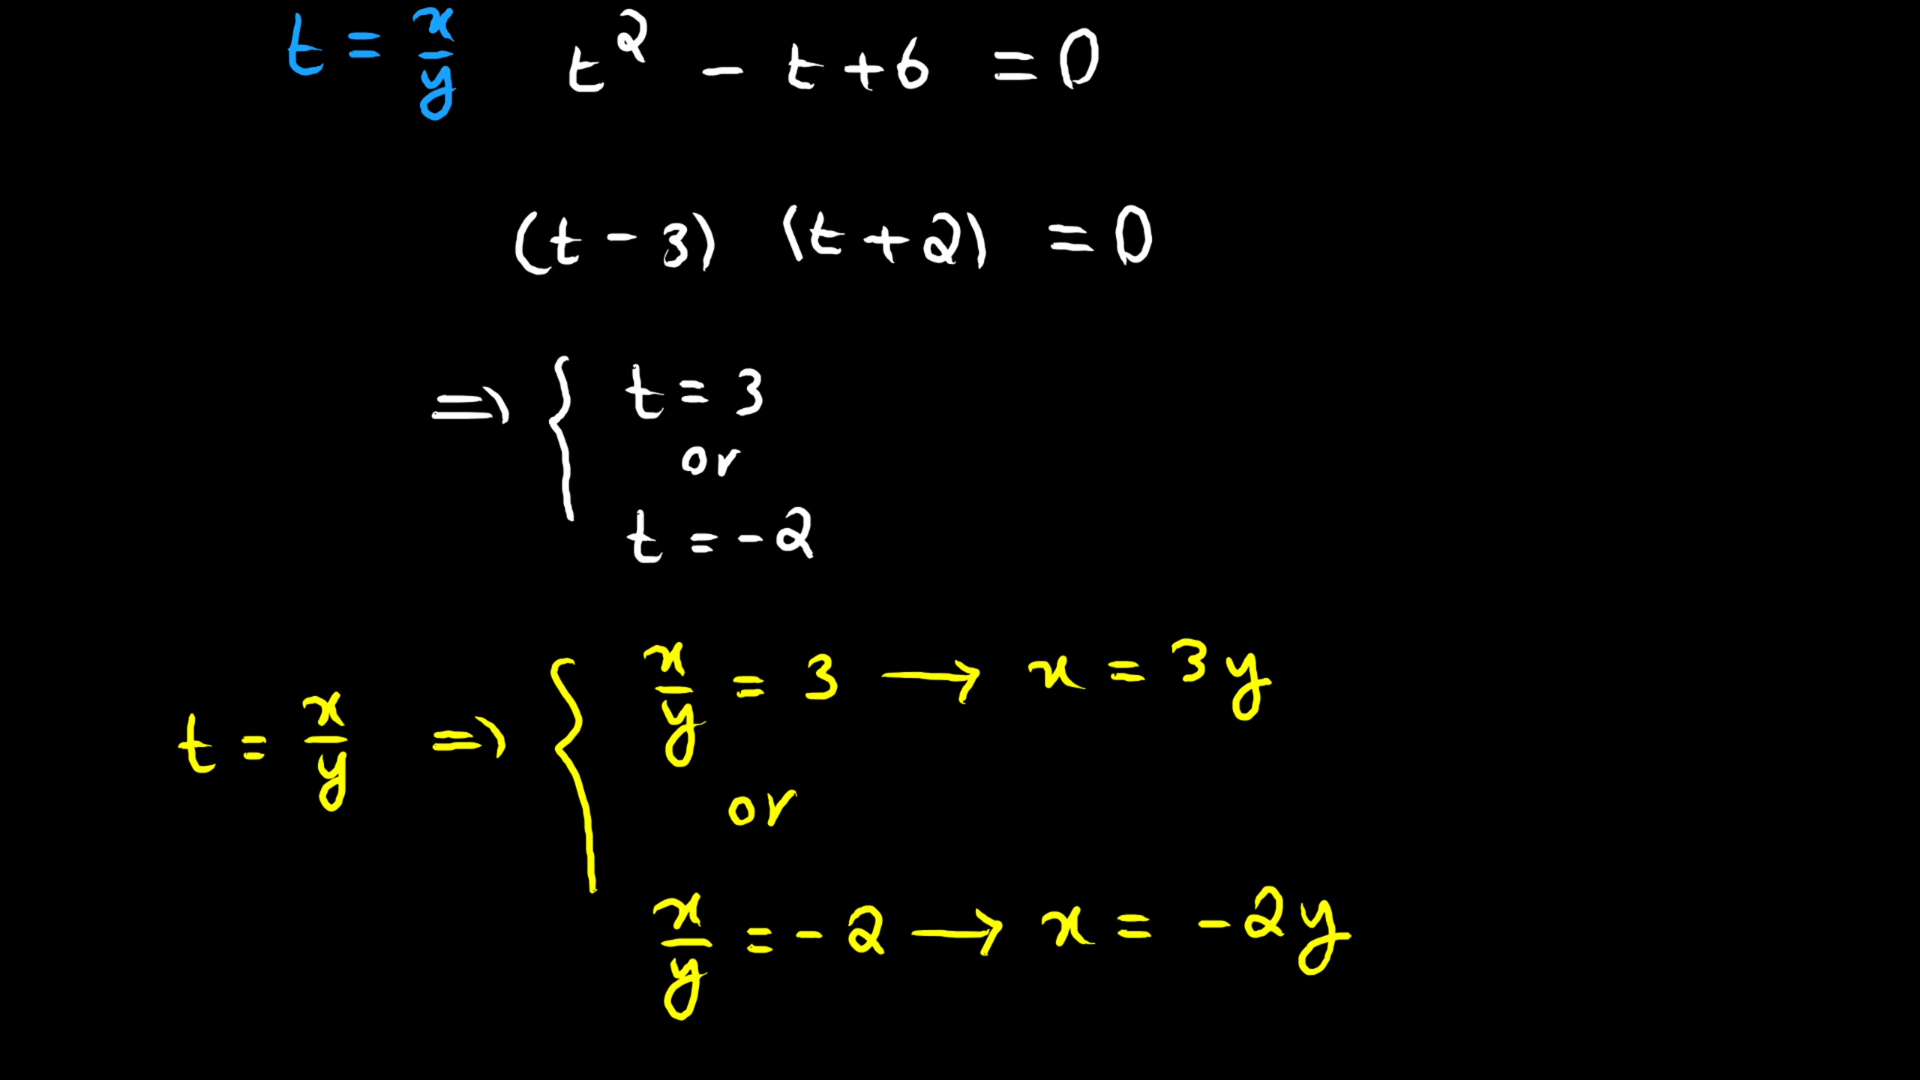 t = x/y t² - t + 6 = 0
(t - 3) (t + 2) = 0
⇒ { t = 3
or
t = -2
t = x/y ⇒ { x/y = 3 → x = 3y
or
x/y = -2 → x = -2y